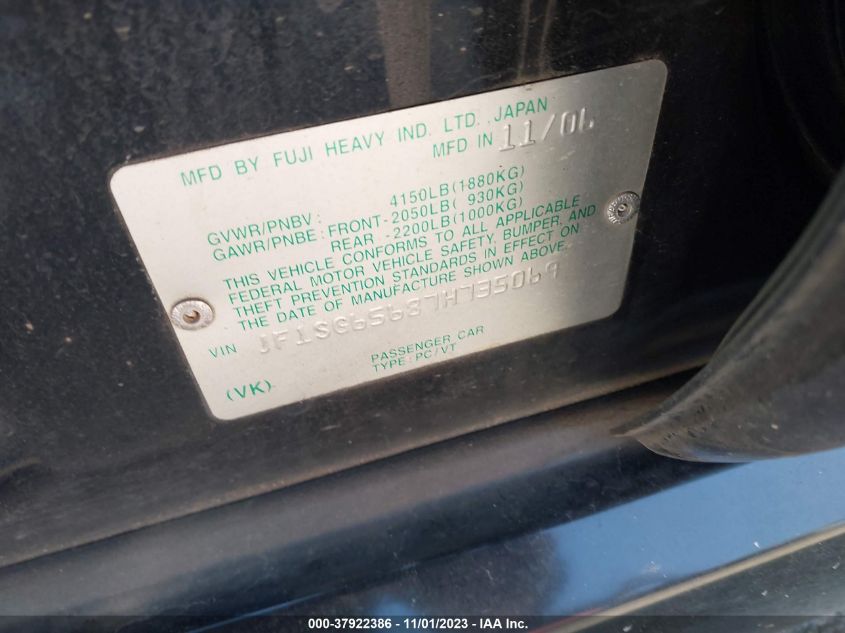 MFD BY FUJI HEAVY IND. LTD. JAPAN
MFD IN 11/06
GVWR/PNBV: 4150LB(1880KG)
GAWR/PNBE: FRONT-2050LB( 930KG)
REAR -2200LB(1000KG)
THIS VEHICLE CONFORMS TO ALL APPLICABLE
FEDERAL MOTOR VEHICLE SAFETY, BUMPER, AND
THEFT PREVENTION STANDARDS IN EFFECT ON
THE DATE OF MANUFACTURE SHOWN ABOVE.
VIN
PASSENGER CAR
TYPE: PC/VT
(VK)
000-37922386 - 11/01/2023 - IAA Inc.